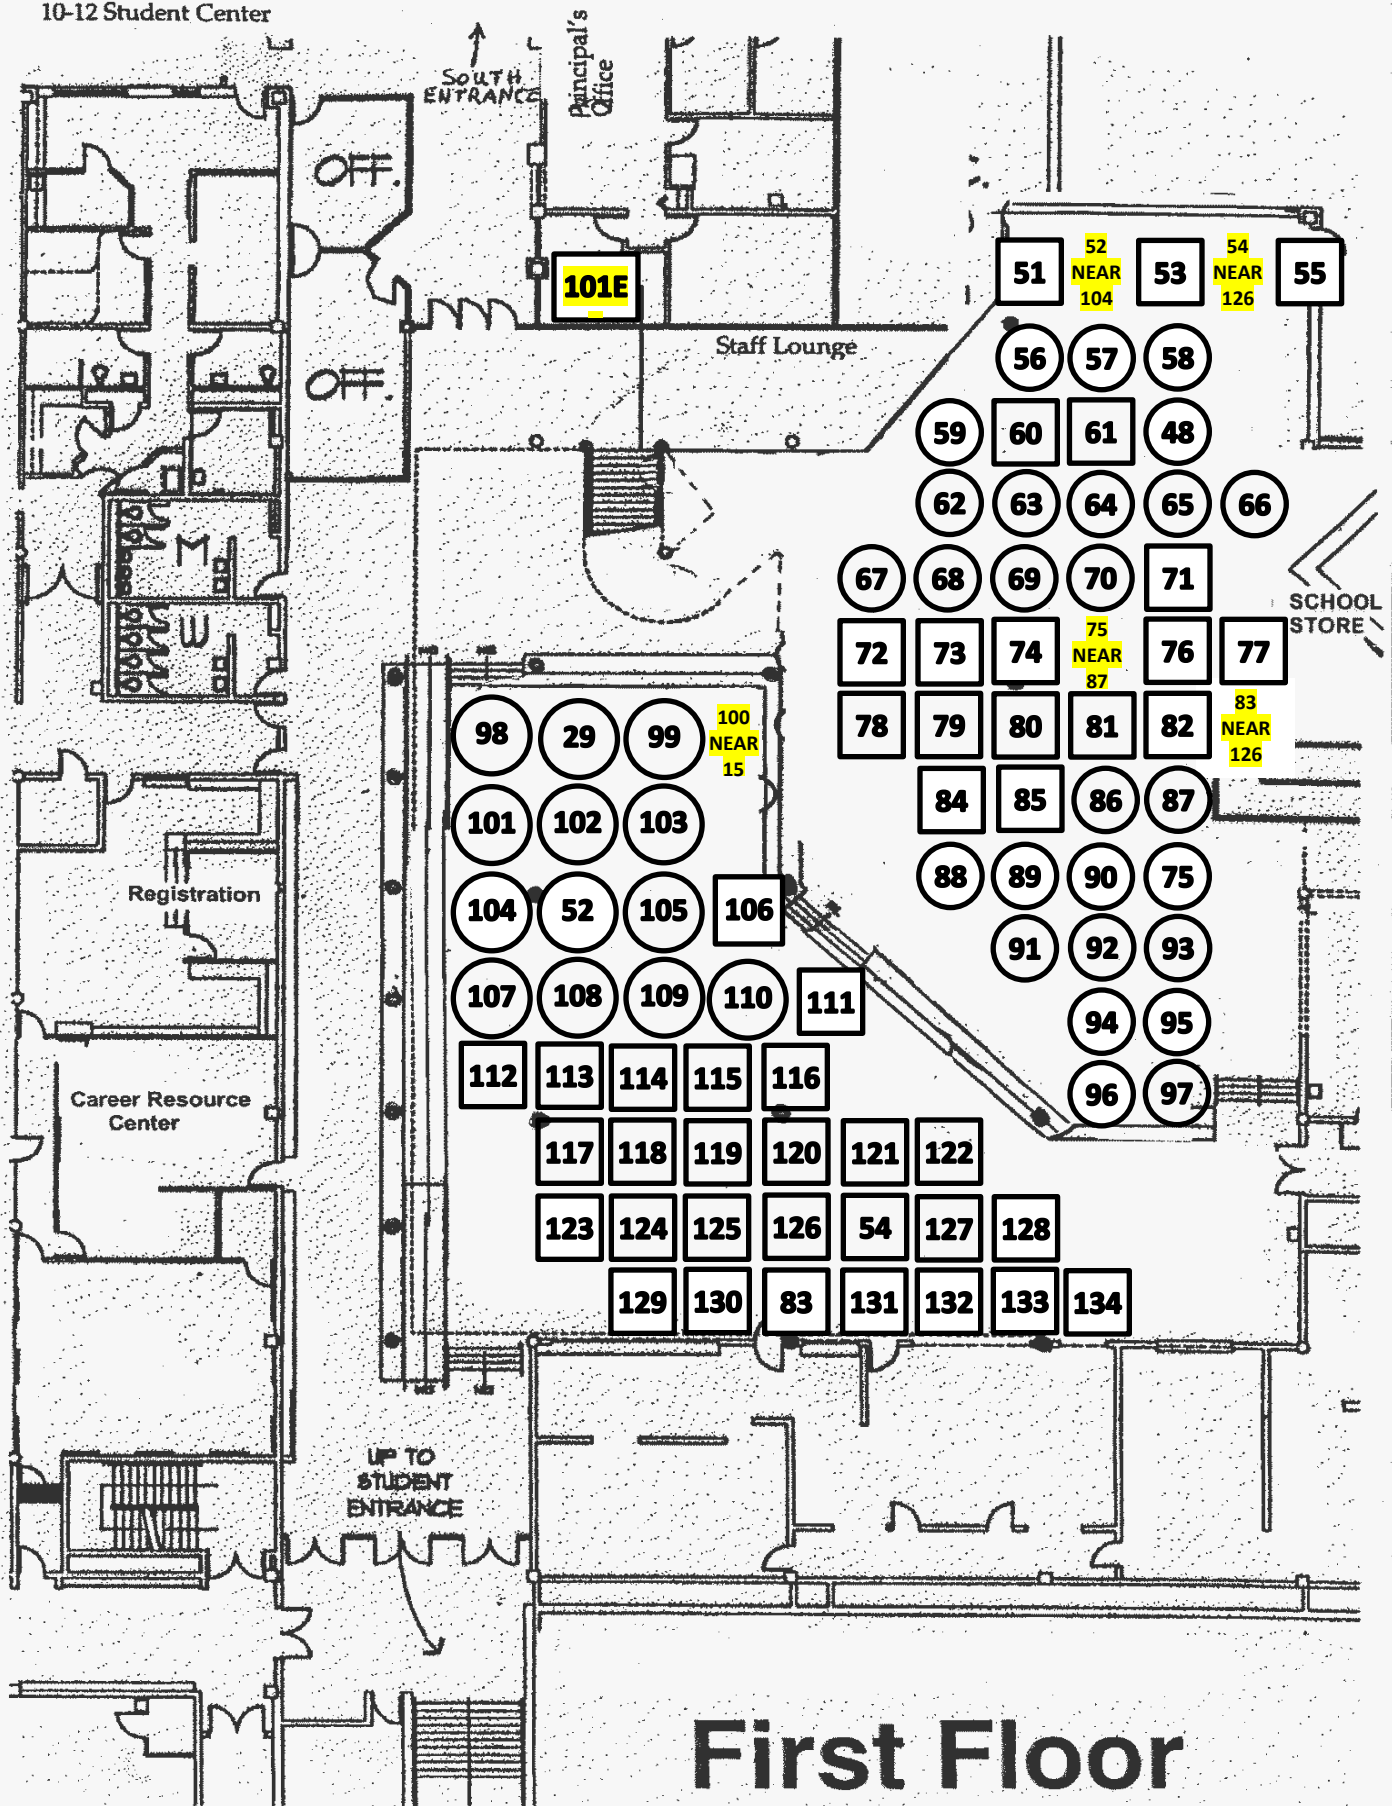 10-12 Student Center
SOUTH
ENTRANCE
Principal's
Office
OFF.
101E
51 52 NEAR 104 53 54 NEAR 126 55
Staff Lounge
56 57 58
OFF.
59 60 61 48
62 63 64 65 66
M
67 68 69 70 71
SCHOOL
STORE
W
72 73 74 75 NEAR 87 76 77
78 79 80 81 82 83 NEAR 126
98 29 99 100 NEAR 15
84 85 86 87
101 102 103
88 89 90 75
Registration
104 52 105 106
91 92 93
107 108 109 110 111
94 95
112 113 114 115 116
96 97
Career Resource
Center
117 118 119 120 121 122
123 124 125 126 54 127 128
129 130 83 131 132 133 134
UP TO
STUDENT
ENTRANCE
First Floor